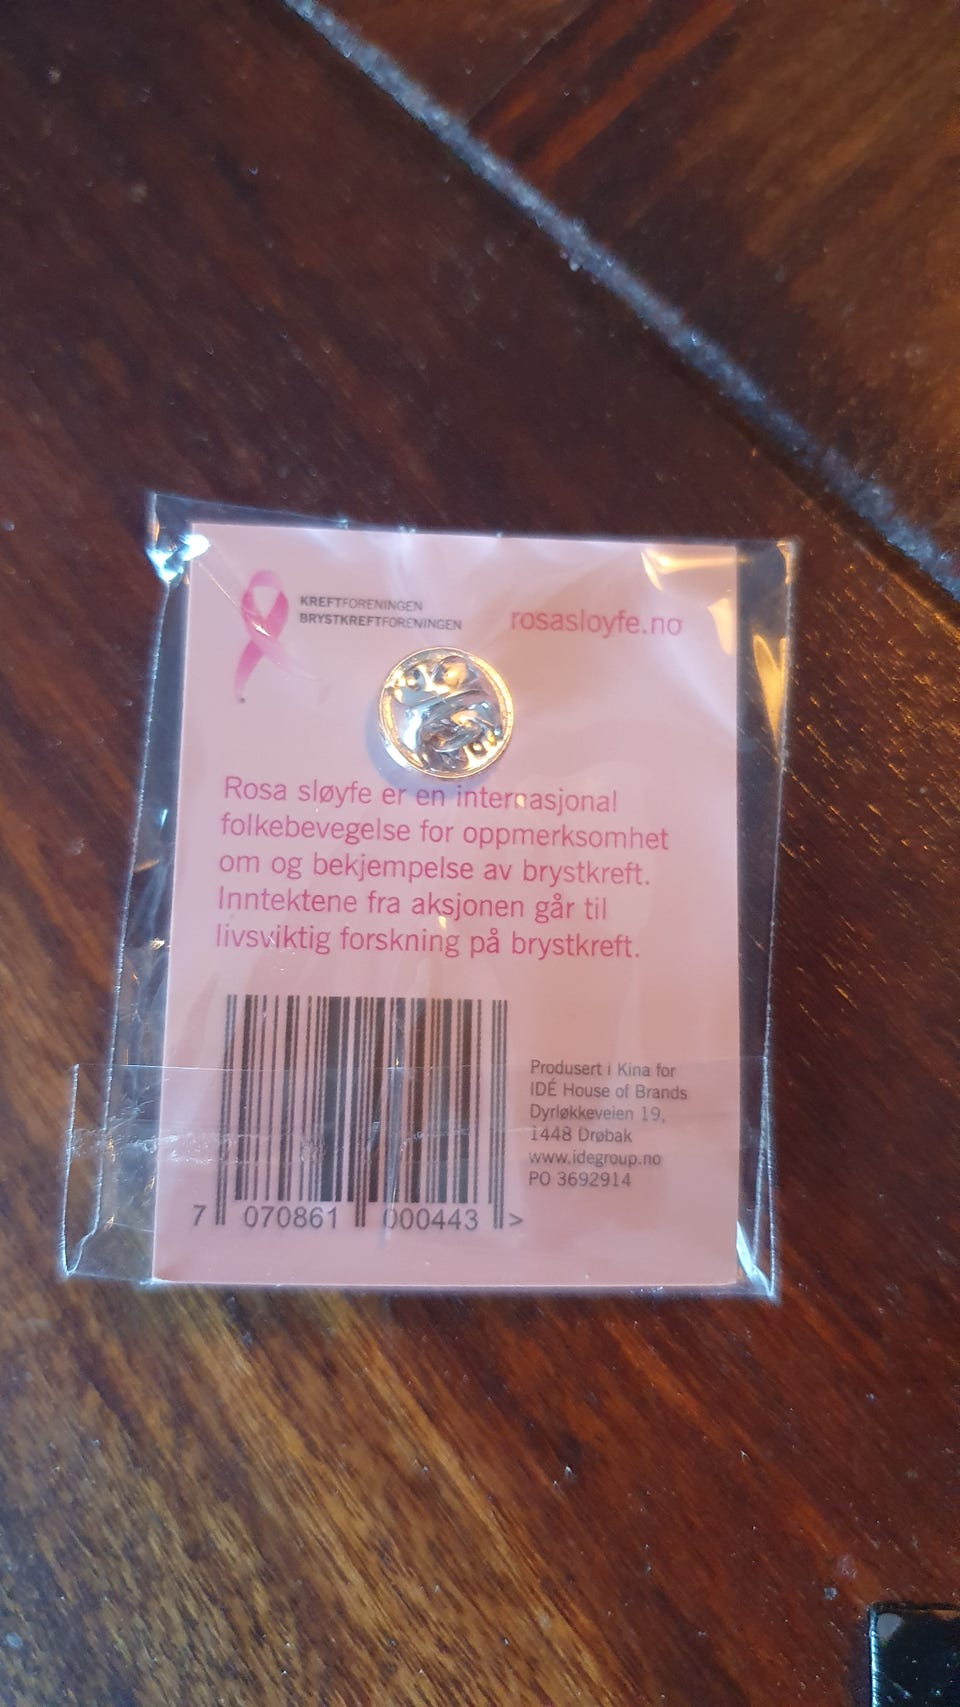 KREFTFORENINGEN
BRYSTKREFTFORENINGEN
rosasloyfe.no
Rosa sløyfe er en internasjonal
folkebevegelse for oppmerksomhet
om og bekjempelse av brystkreft.
Inntektene fra aksjonen går til
livsviktig forskning på brystkreft.
Produsert i Kina for
IDÉ House of Brands
Dyrløkkeveien 19,
1448 Drøbak
www.idegroup.no
PO 3692914
7 070861 000443 >